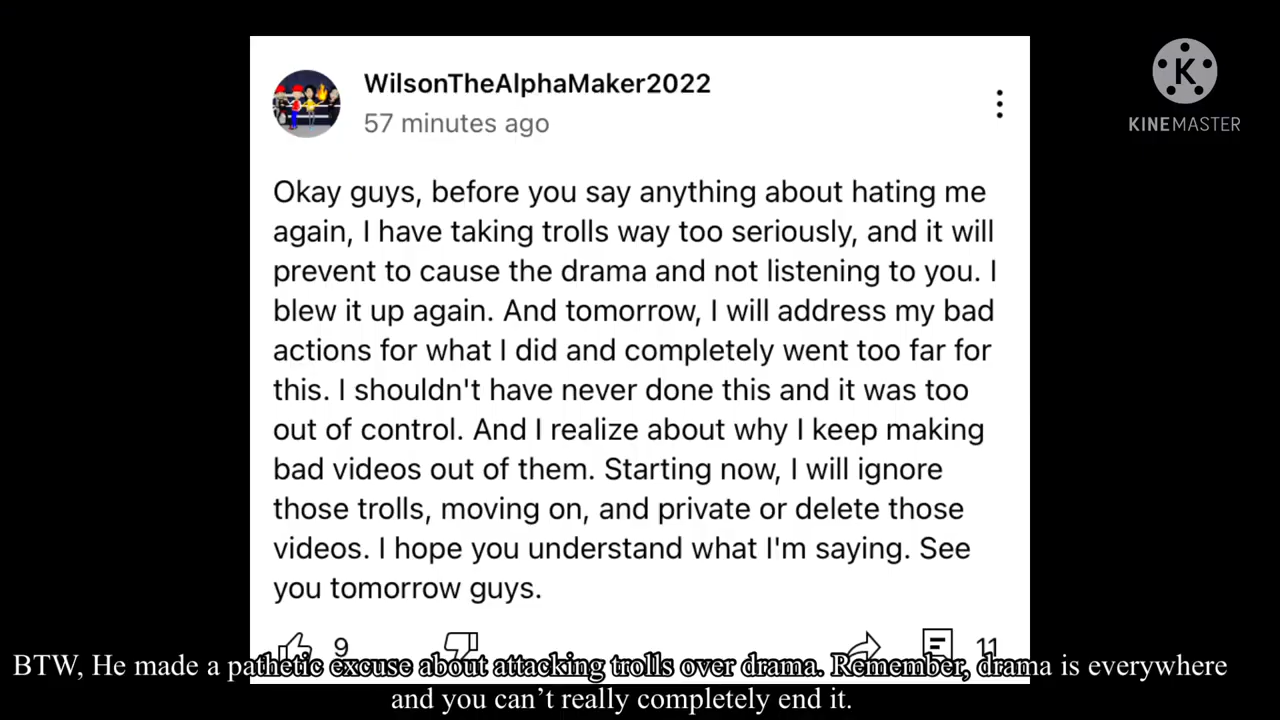 WilsonTheAlphaMaker2022
57 minutes ago
K
KINEMASTER
Okay guys, before you say anything about hating me
again, I have taking trolls way too seriously, and it will
prevent to cause the drama and not listening to you. I
blew it up again. And tomorrow, I will address my bad
actions for what I did and completely went too far for
this. I shouldn't have never done this and it was too
out of control. And I realize about why I keep making
bad videos out of them. Starting now, I will ignore
those trolls, moving on, and private or delete those
videos. I hope you understand what I'm saying. See
you tomorrow guys.
9
11
BTW, He made a pathetic excuse about attacking trolls over drama. Remember, drama is everywhere
and you can’t really completely end it.